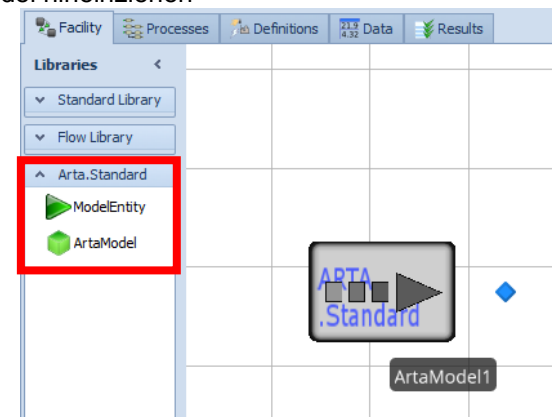 Facility Processes Definitions 21.9 4.32 Data Results
Libraries <
Standard Library
Flow Library
Arta.Standard
ModelEntity
ArtaModel
ARTA
.Standard
ArtaModel1